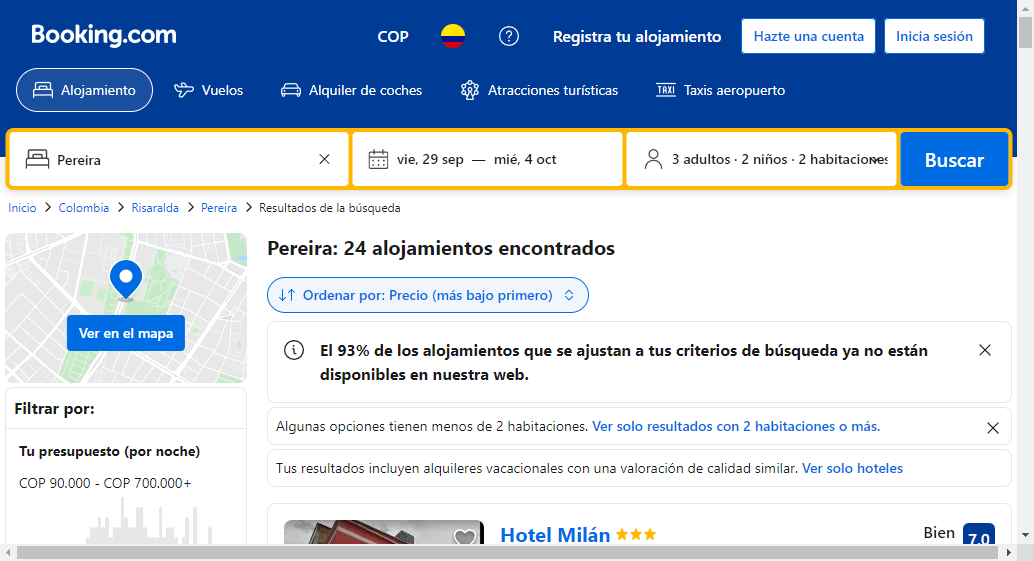 Booking.com
COP
Registra tu alojamiento
Hazte una cuenta
Inicia sesión
Alojamiento
Vuelos
Alquiler de coches
Atracciones turísticas
TAXI
Taxis aeropuerto
Pereira
vie, 29 sep — mié, 4 oct
3 adultos · 2 niños · 2 habitaciones
Buscar
Inicio > Colombia > Risaralda > Pereira > Resultados de la búsqueda
Ver en el mapa
Pereira: 24 alojamientos encontrados
Ordenar por: Precio (más bajo primero)
El 93% de los alojamientos que se ajustan a tus criterios de búsqueda ya no están
disponibles en nuestra web.
Filtrar por:
Algunas opciones tienen menos de 2 habitaciones. Ver solo resultados con 2 habitaciones o más.
Tu presupuesto (por noche)
Tus resultados incluyen alquileres vacacionales con una valoración de calidad similar. Ver solo hoteles
COP 90.000 - COP 700.000+
Hotel Milán
Bien
7,0